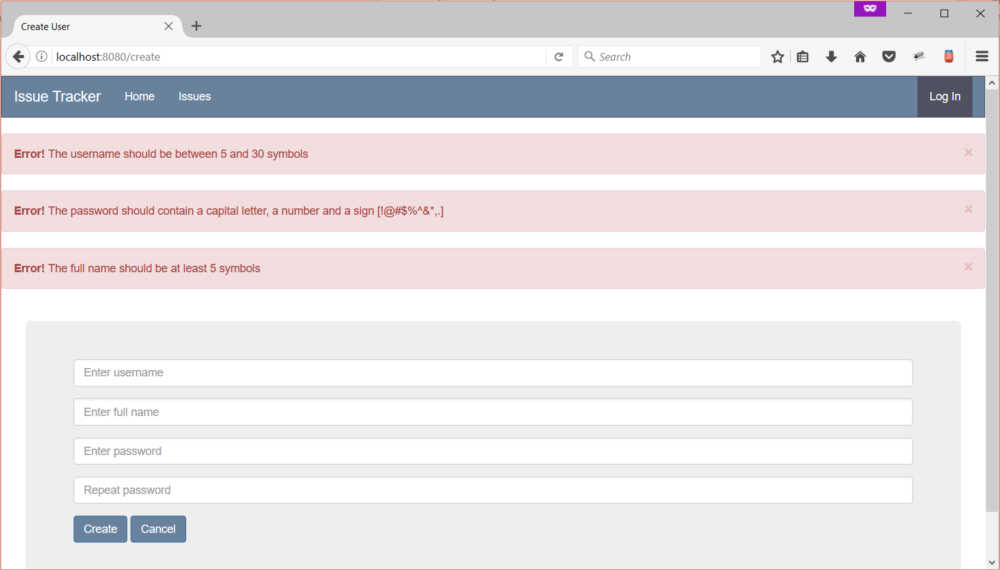 Create User
localhost:8080/create
Search
Issue Tracker Home Issues Log In
Error! The username should be between 5 and 30 symbols ×
Error! The password should contain a capital letter, a number and a sign [!@#$%^&*,.] ×
Error! The full name should be at least 5 symbols ×
Enter username
Enter full name
Enter password
Repeat password
Create Cancel